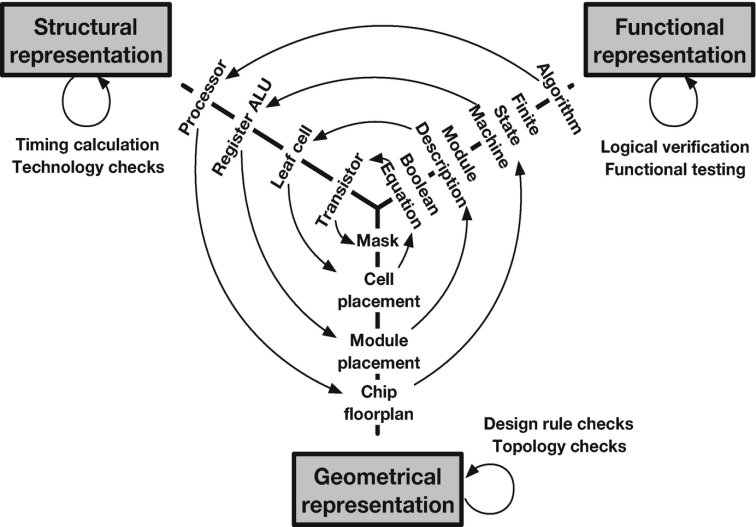 Structural
representation
Functional
representation
Timing calculation
Technology checks
Logical verification
Functional testing
Processor
Register ALU
Leaf cell
Transistor
Algorithm
Finite
State
Machine
Module
Description
Boolean
Equation
Mask
Cell
placement
Module
placement
Chip
floorplan
Design rule checks
Topology checks
Geometrical
representation